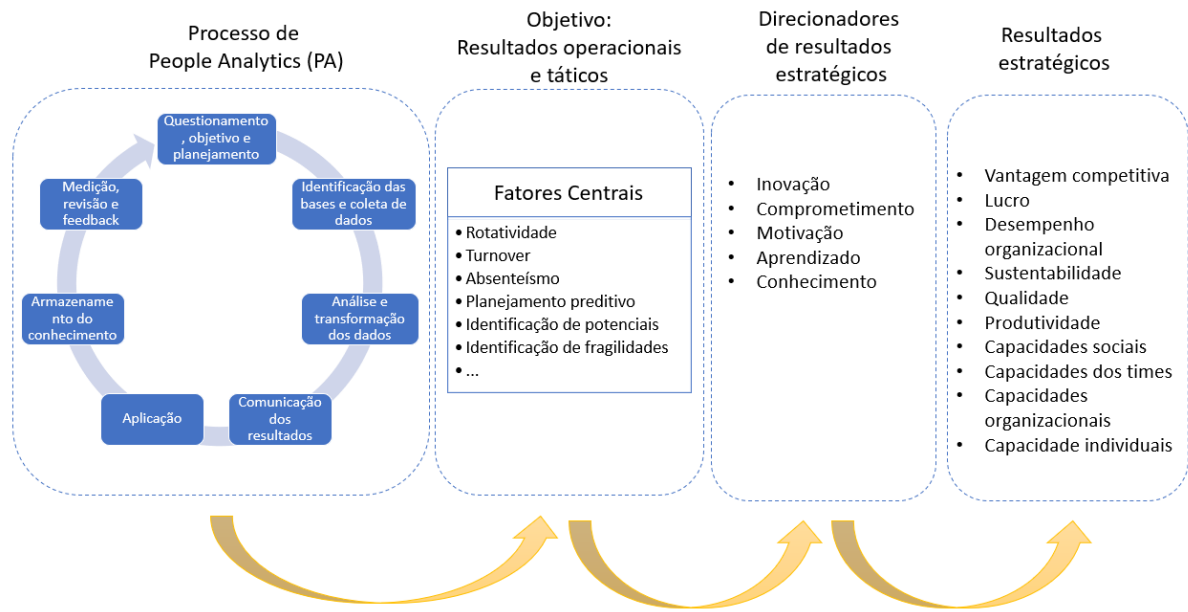 Processo de
People Analytics (PA)
Questionamento
, objetivo e
planejamento
Identificação das
bases e coleta de
dados
Análise e
transformação
dos dados
Comunicação
dos
resultados
Aplicação
Armazename
nto do
conhecimento
Medição,
revisão e
feedback
Objetivo:
Resultados operacionais
e táticos
Fatores Centrais
• Rotatividade
• Turnover
• Absenteísmo
• Planejamento preditivo
• Identificação de potenciais
• Identificação de fragilidades
• ...
Direcionadores
de resultados
estratégicos
• Inovação
• Comprometimento
• Motivação
• Aprendizado
• Conhecimento
Resultados
estratégicos
• Vantagem competitiva
• Lucro
• Desempenho
organizacional
• Sustentabilidade
• Qualidade
• Produtividade
• Capacidades sociais
• Capacidades dos times
• Capacidades
organizacionais
• Capacidade individuais